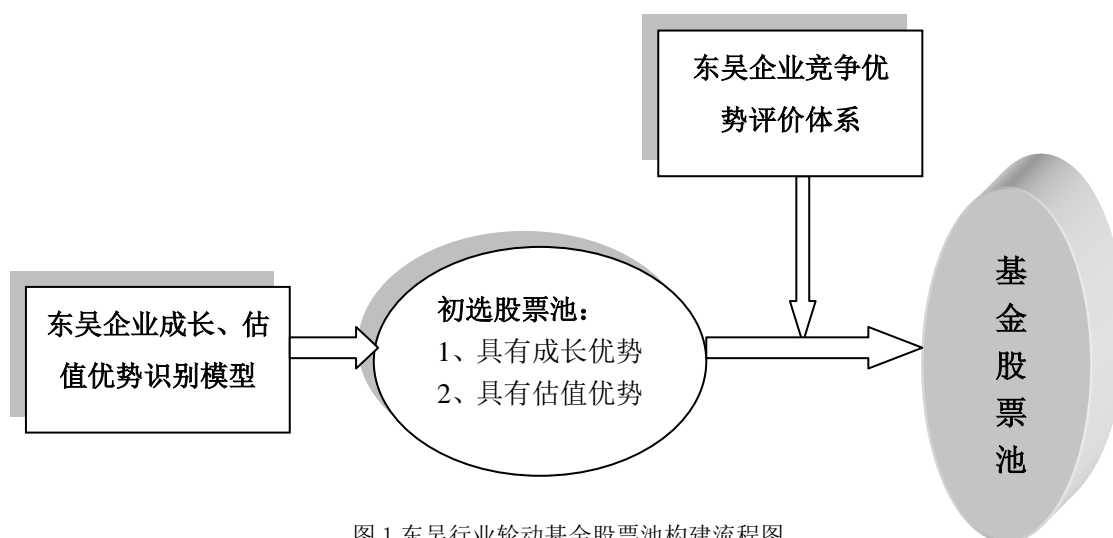 东吴企业竞争优
势评价体系
东吴企业成长、估
值优势识别模型
初选股票池：
1、具有成长优势
2、具有估值优势
基
金
股
票
池
图 1 东吴行业轮动基金股票池构建流程图